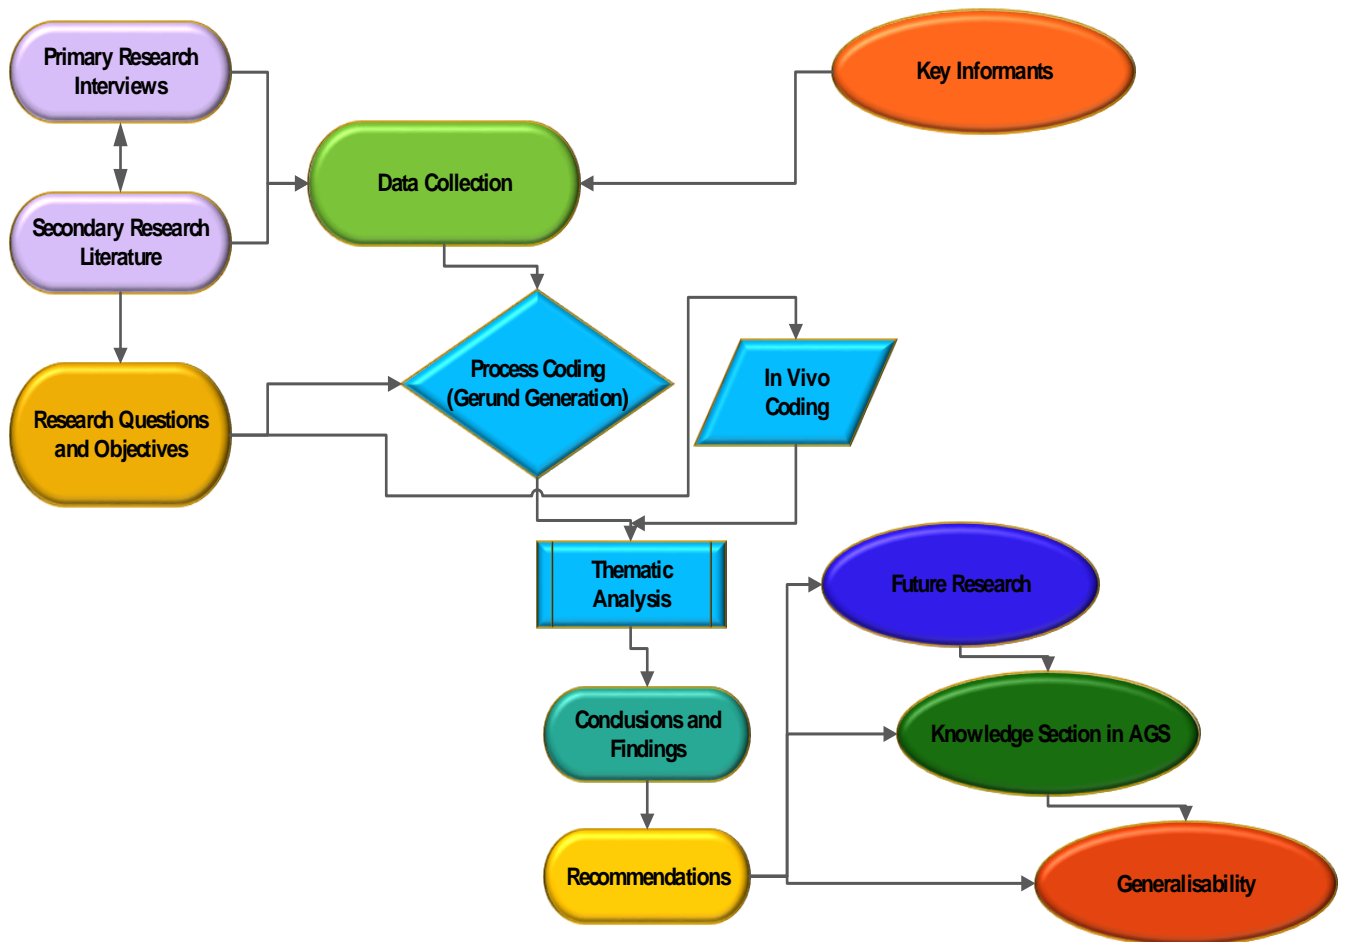 Primary Research
Interviews
Key Informants
Data Collection
Secondary Research
Literature
Process Coding
(Gerund Generation)
In Vivo
Coding
Research Questions
and Objectives
Thematic
Analysis
Future Research
Conclusions and
Findings
Knowledge Section in AGS
Recommendations
Generalisability